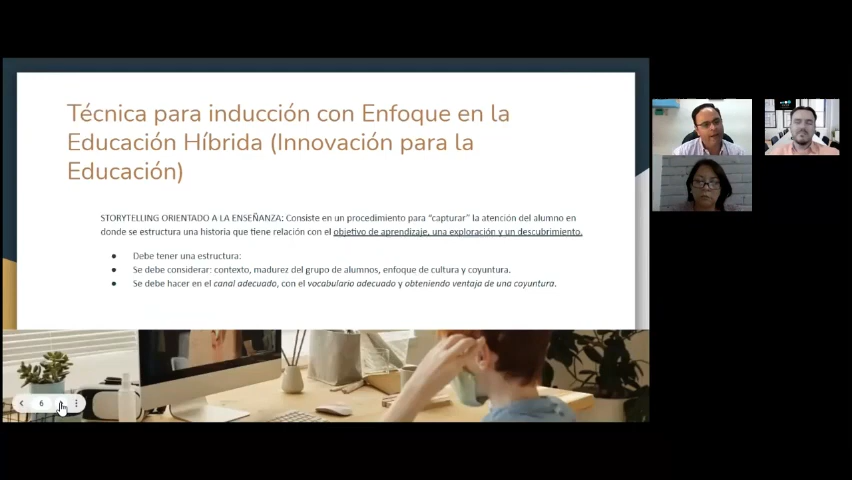 Técnica para inducción con Enfoque en la
Educación Híbrida (Innovación para la
Educación)
STORYTELLING ORIENTADO A LA ENSEÑANZA: Consiste en un procedimiento para “capturar” la atención del alumno en
donde se estructura una historia que tiene relación con el objetivo de aprendizaje, una exploración y un descubrimiento.
● Debe tener una estructura:
● Se debe considerar: contexto, madurez del grupo de alumnos, enfoque de cultura y coyuntura.
● Se debe hacer en el canal adecuado, con el vocabulario adecuado y obteniendo ventaja de una coyuntura.
6